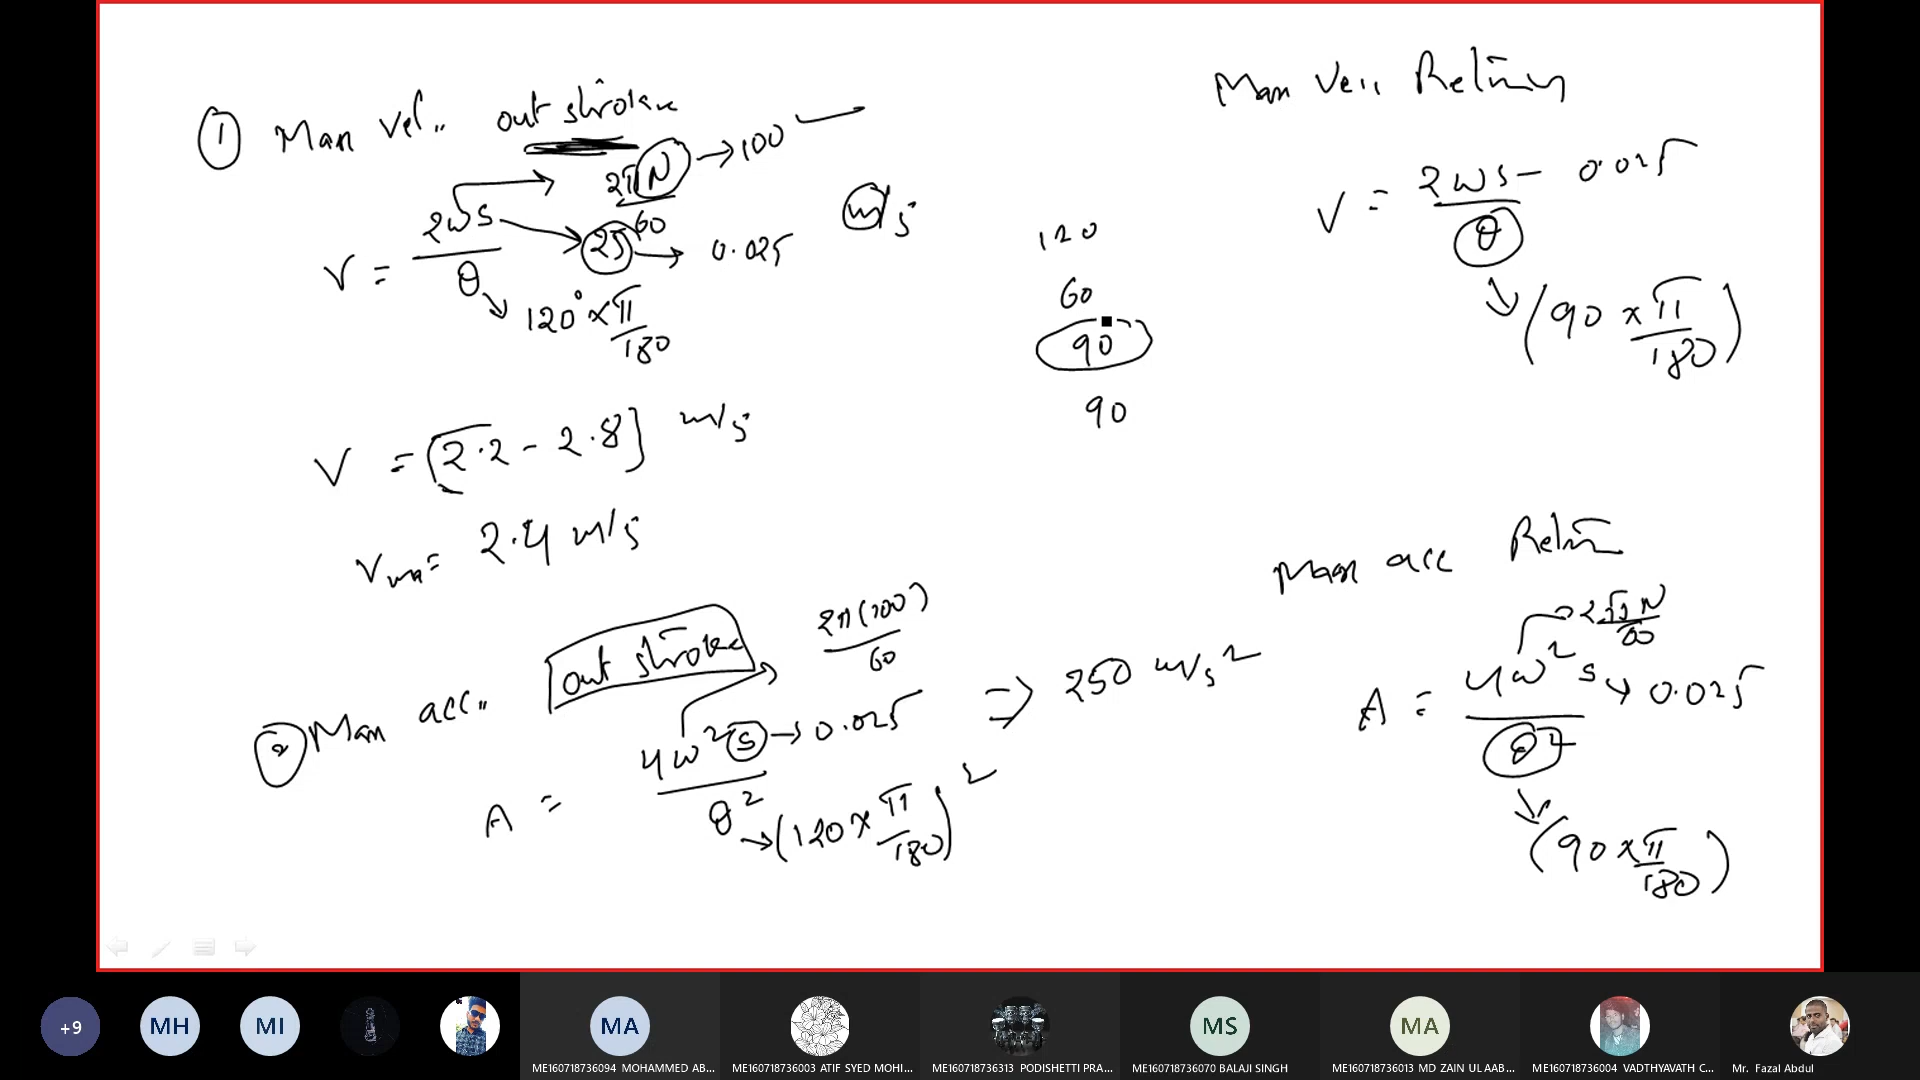 ① Max vel.. out stroke
2πN/60 → 100
V = 2ωS/θ
25 → 0.025 m/s
120° × π/180
V = [2.2 - 2.8] m/s
Vmax = 2.4 m/s
② Max acc.. out stroke
2π(100)/60
A = 4ω²S/θ² → 0.025 ⇒ 250 m/s²
(120 × π/180)²
120
60
90
90
Max Vel. Return
V = 2ωS/θ - 0.025
(90 × π/180)
Max acc Return
2πN/60
A = 4ω²S/θ² → 0.025
(90 × π/180)
+9
MH
MI
MA
MS
MA
ME160718736094 MOHAMMED AB...
ME160718736003 ATIF SYED MOHI...
ME160718736313 PODISHETTI PRA...
ME160718736070 BALAJI SINGH
ME160718736013 MD ZAIN UL AAB...
ME160718736004 VADTHYAVATH C...
Mr. Fazal Abdul